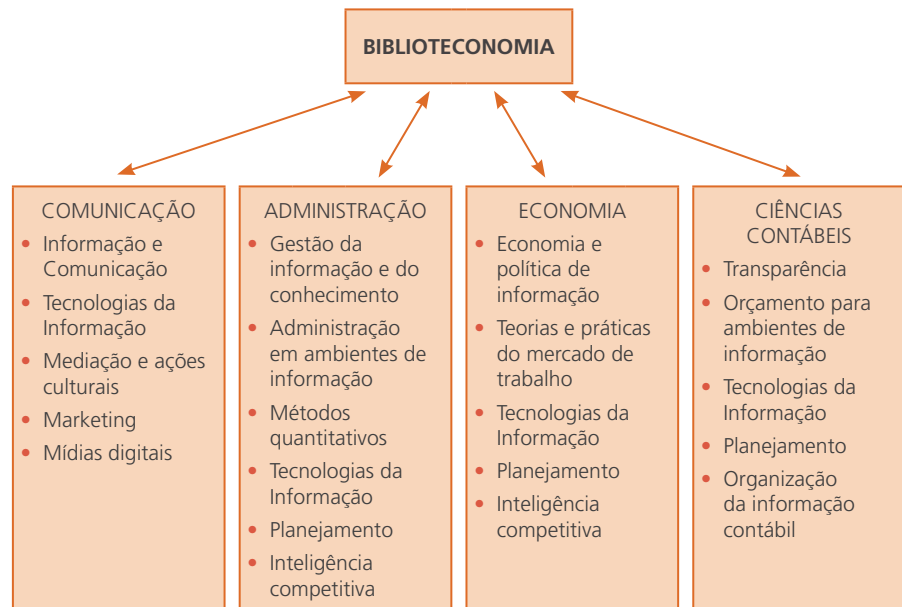 BIBLIOTECONOMIA
COMUNICAÇÃO
• Informação e
Comunicação
• Tecnologias da
Informação
• Mediação e ações
culturais
• Marketing
• Mídias digitais
ADMINISTRAÇÃO
• Gestão da
informação e do
conhecimento
• Administração
em ambientes de
informação
• Métodos
quantitativos
• Tecnologias da
Informação
• Planejamento
• Inteligência
competitiva
ECONOMIA
• Economia e
política de
informação
• Teorias e práticas
do mercado de
trabalho
• Tecnologias da
Informação
• Planejamento
• Inteligência
competitiva
CIÊNCIAS
CONTÁBEIS
• Transparência
• Orçamento para
ambientes de
informação
• Tecnologias da
Informação
• Planejamento
• Organização
da informação
contábil